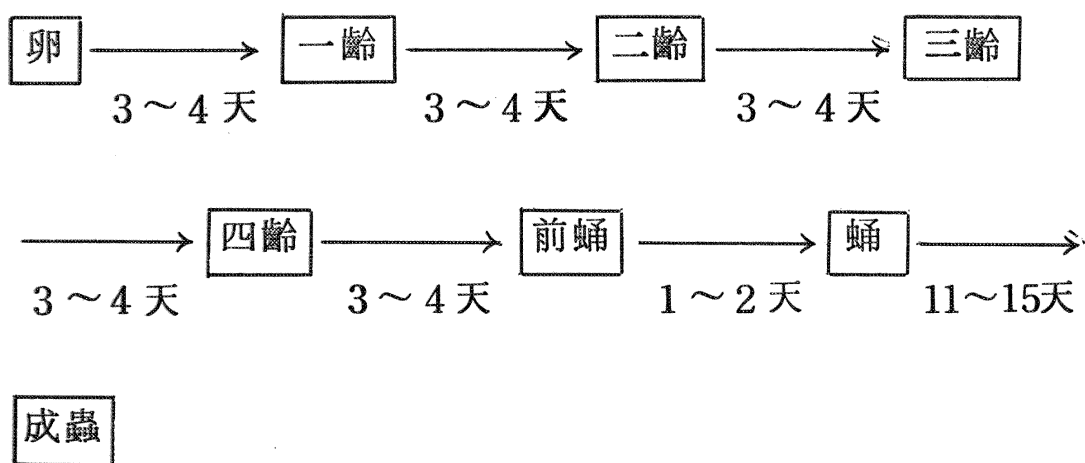 卵 一齡 二齡 三齡
3～4天 3～4天 3～4天
四齡 前蛹 蛹
3～4天 3～4天 1～2天 11～15天
成蟲